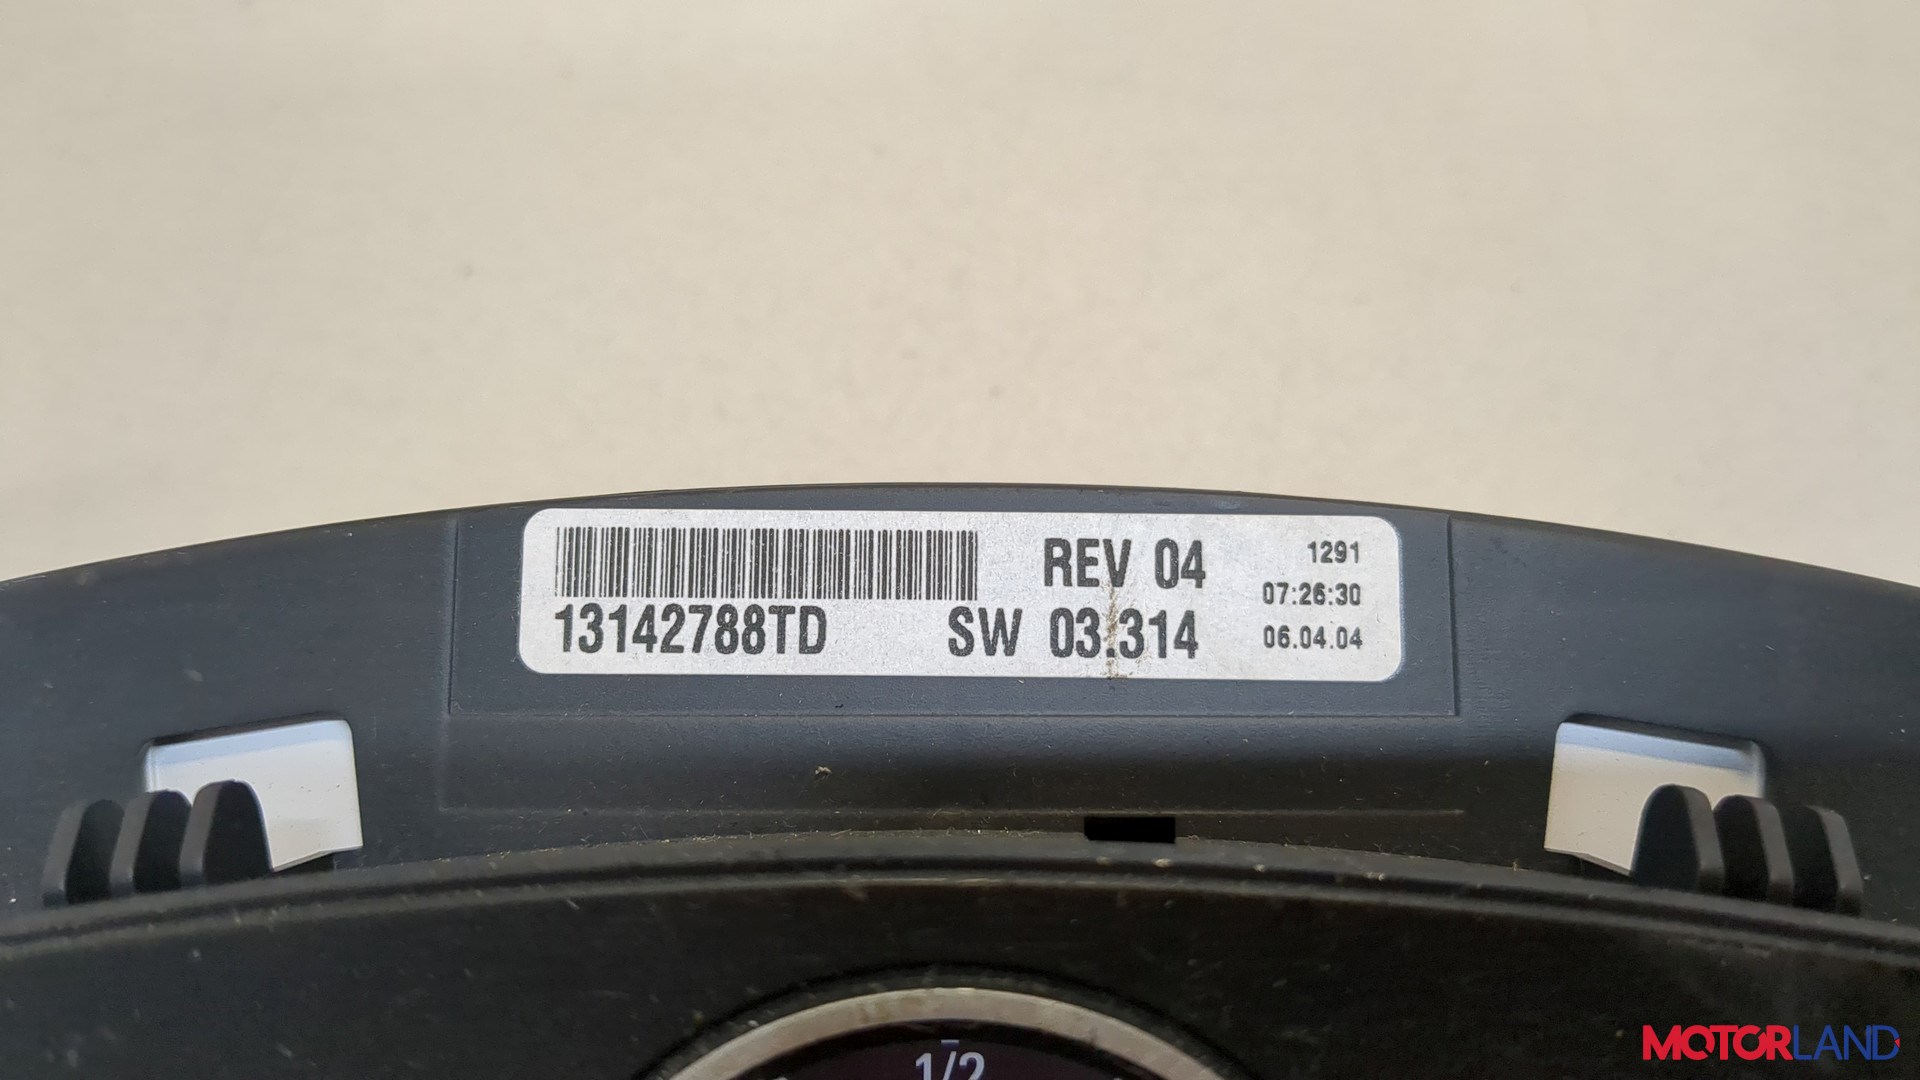 REV 04
1291
07:26:30
13142788TD
SW 03.314
06.04.04
1/2
MOTORLAND